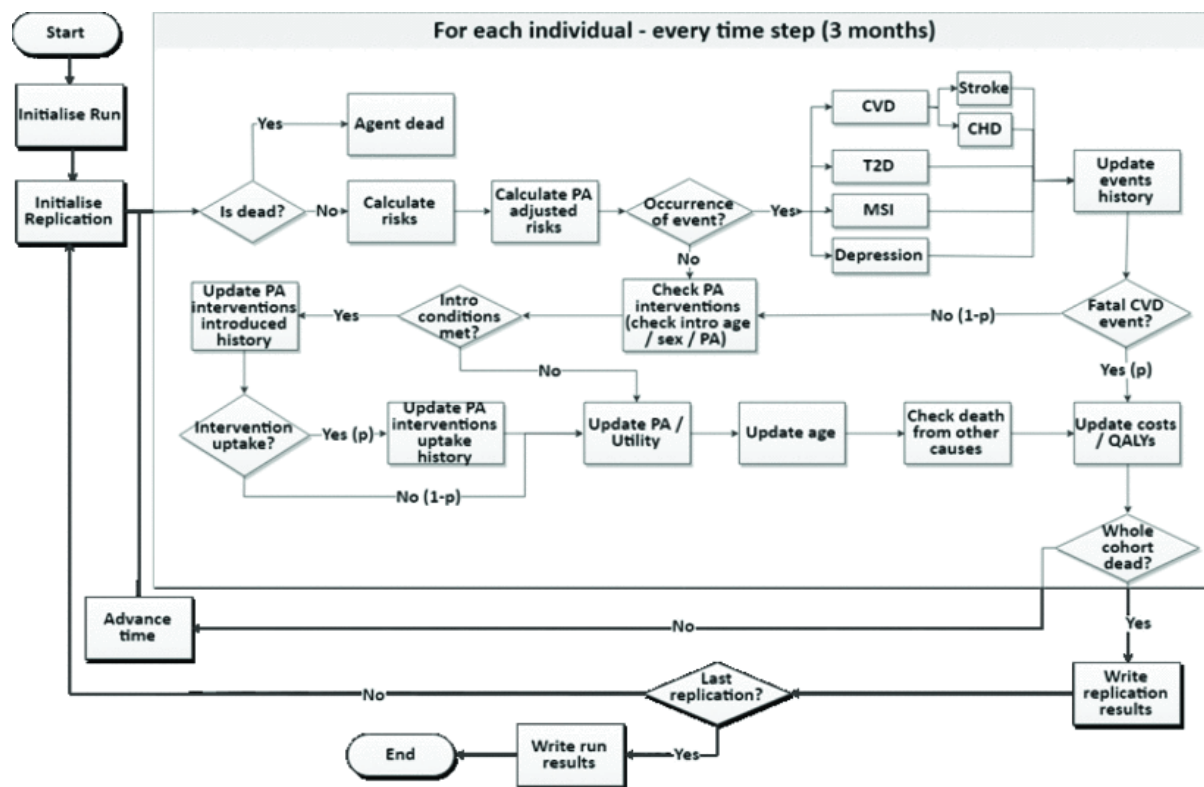 Start
For each individual - every time step (3 months)
Initialise Run
Initialise
Replication
Yes
Agent dead
Is dead?
No
Calculate
risks
Calculate PA
adjusted
risks
Occurrence
of event?
Yes
CVD
Stroke
CHD
T2D
MSI
Depression
Update
events
history
No
Update PA
interventions
introduced
history
Yes
Intro
conditions
met?
Check PA
interventions
(check intro age
/ sex / PA)
No (1-p)
Fatal CVD
event?
No
Yes (p)
Intervention
uptake?
Yes (p)
Update PA
interventions
uptake
history
Update PA /
Utility
Update age
Check death
from other
causes
Update costs
/ QALYs
No (1-p)
Whole
cohort
dead?
Advance
time
No
Yes
Write
replication
results
Last
replication?
No
Yes
Write run
results
End